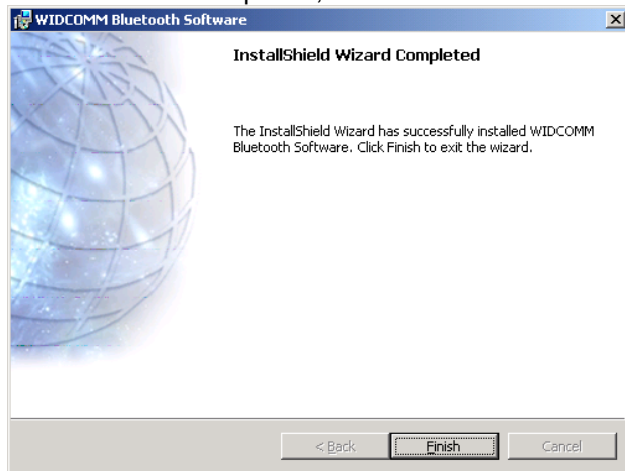 WIDCOMM Bluetooth Software
InstallShield Wizard Completed
The InstallShield Wizard has successfully installed WIDCOMM
Bluetooth Software. Click Finish to exit the wizard.
< Back
Finish
Cancel